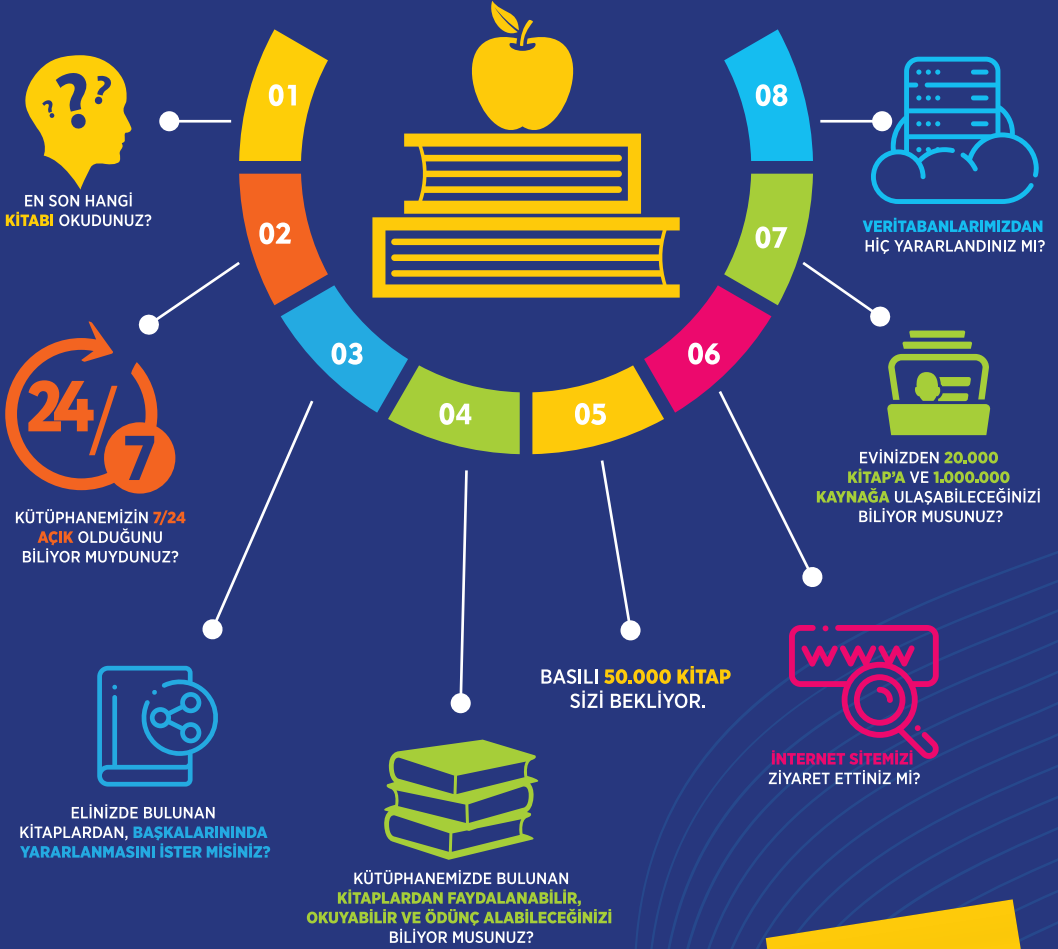 01
? ? ?
EN SON HANGİ
KİTABI OKUDUNUZ?
02
24/7
KÜTÜPHANEMİZİN 7/24
AÇIK OLDUĞUNU
BİLİYOR MUYDUNUZ?
03
ELİNİZDE BULUNAN
KİTAPLARDAN, BAŞKALARININDA
YARARLANMASINI İSTER MİSİNİZ?
04
KÜTÜPHANEMİZDE BULUNAN
KİTAPLARDAN FAYDALANABİLİR,
OKUYABİLİR VE ÖDÜNÇ ALABİLECEĞİNİZİ
BİLİYOR MUSUNUZ?
05
BASILI 50.000 KİTAP
SİZİ BEKLİYOR.
06
www
İNTERNET SİTEMİZİ
ZİYARET ETTİNİZ Mİ?
07
EVİNİZDEN 20.000
KİTAP'A VE 1.000.000
KAYNAĞA ULAŞABİLECEĞİNİZİ
BİLİYOR MUSUNUZ?
08
VERİTABANLARIMIZDAN
HİÇ YARARLANDINIZ MI?